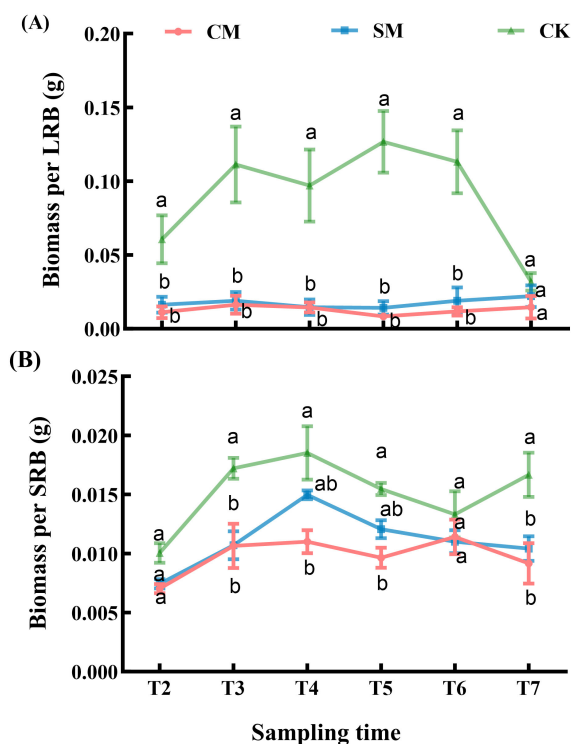 (A)
CM SM CK
Biomass per LRB (g)
0.20
0.15
0.10
0.05
0.00
a a a a a a
b b b b b a
b b b b b a
(B)
Biomass per SRB (g)
0.025
0.020
0.015
0.010
0.005
0.000
a a a a a a
a b ab ab a b
a b b b a b
T2 T3 T4 T5 T6 T7
Sampling time